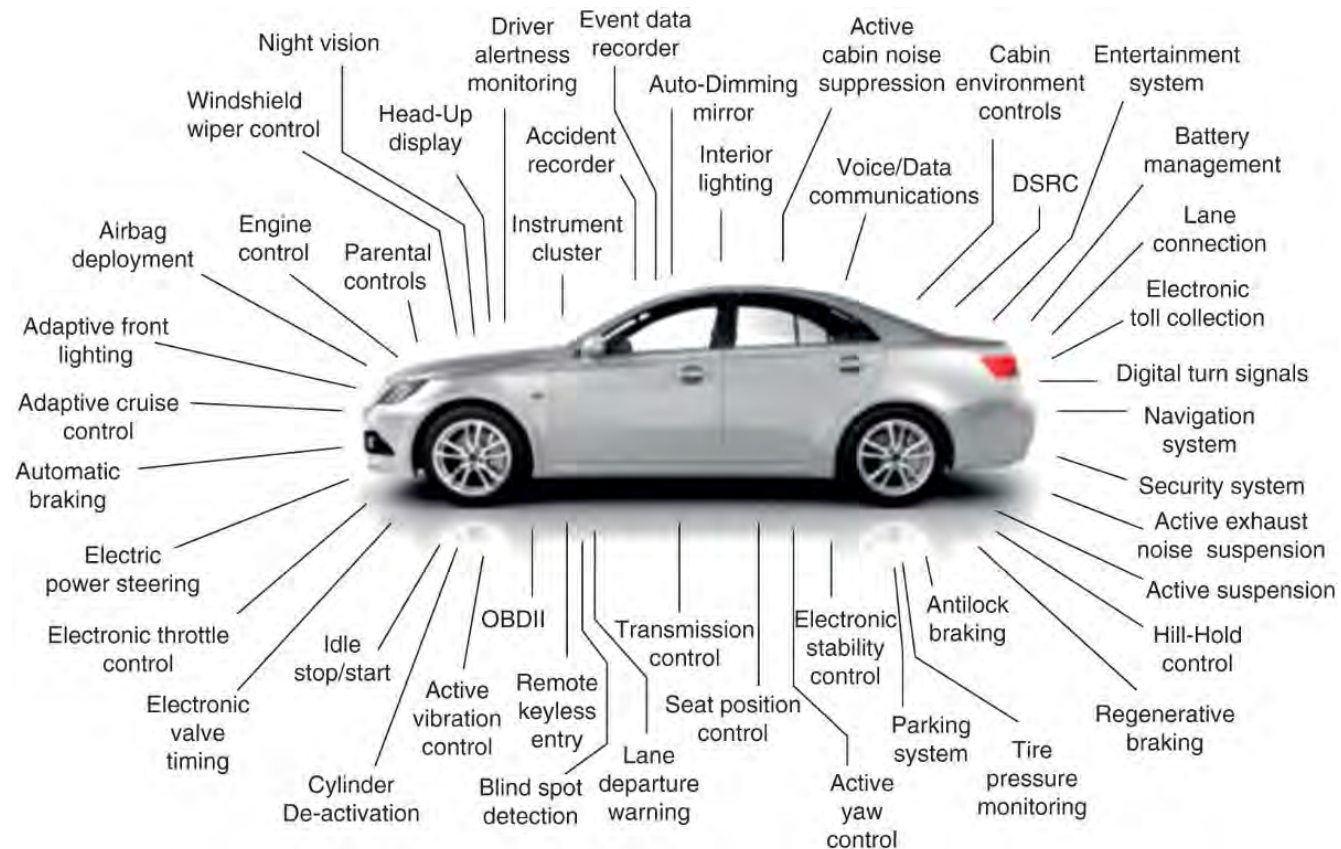 Night vision
Driver
alertness
monitoring
Event data
recorder
Active
cabin noise
suppression
Cabin
environment
controls
Entertainment
system
Windshield
wiper control
Head-Up
display
Accident
recorder
Auto-Dimming
mirror
Interior
lighting
Voice/Data
communications
DSRC
Battery
management
Airbag
deployment
Engine
control
Parental
controls
Instrument
cluster
Lane
connection
Adaptive front
lighting
Electronic
toll collection
Adaptive cruise
control
Digital turn signals
Automatic
braking
Navigation
system
Electric
power steering
Security system
Electronic throttle
control
Active exhaust
noise suspension
Electronic
valve
timing
Active suspension
Idle
stop/start
Hill-Hold
control
Cylinder
De-activation
Regenerative
braking
Active
vibration
control
OBDII
Remote
keyless
entry
Blind spot
detection
Lane
departure
warning
Transmission
control
Seat position
control
Active
yaw
control
Electronic
stability
control
Parking
system
Antilock
braking
Tire
pressure
monitoring